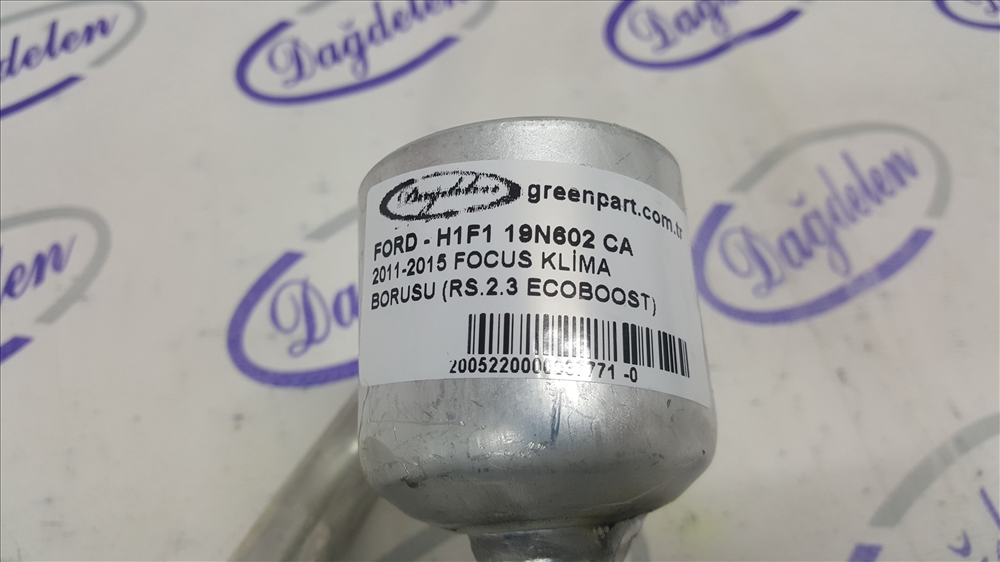 Dağdelen
Dağdelen
Dağdelen
Dağdelen
Dağdelen greenpart.com.tr
FORD - H1F1 19N602 CA
2011-2015 FOCUS KLİMA
BORUSU (RS.2.3 ECOBOOST)
-0